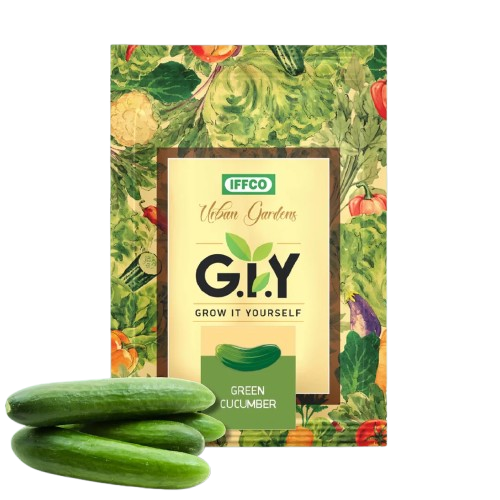 IFFCO
Urban Gardens
G.I.Y
GROW IT YOURSELF
GREEN
CUCUMBER